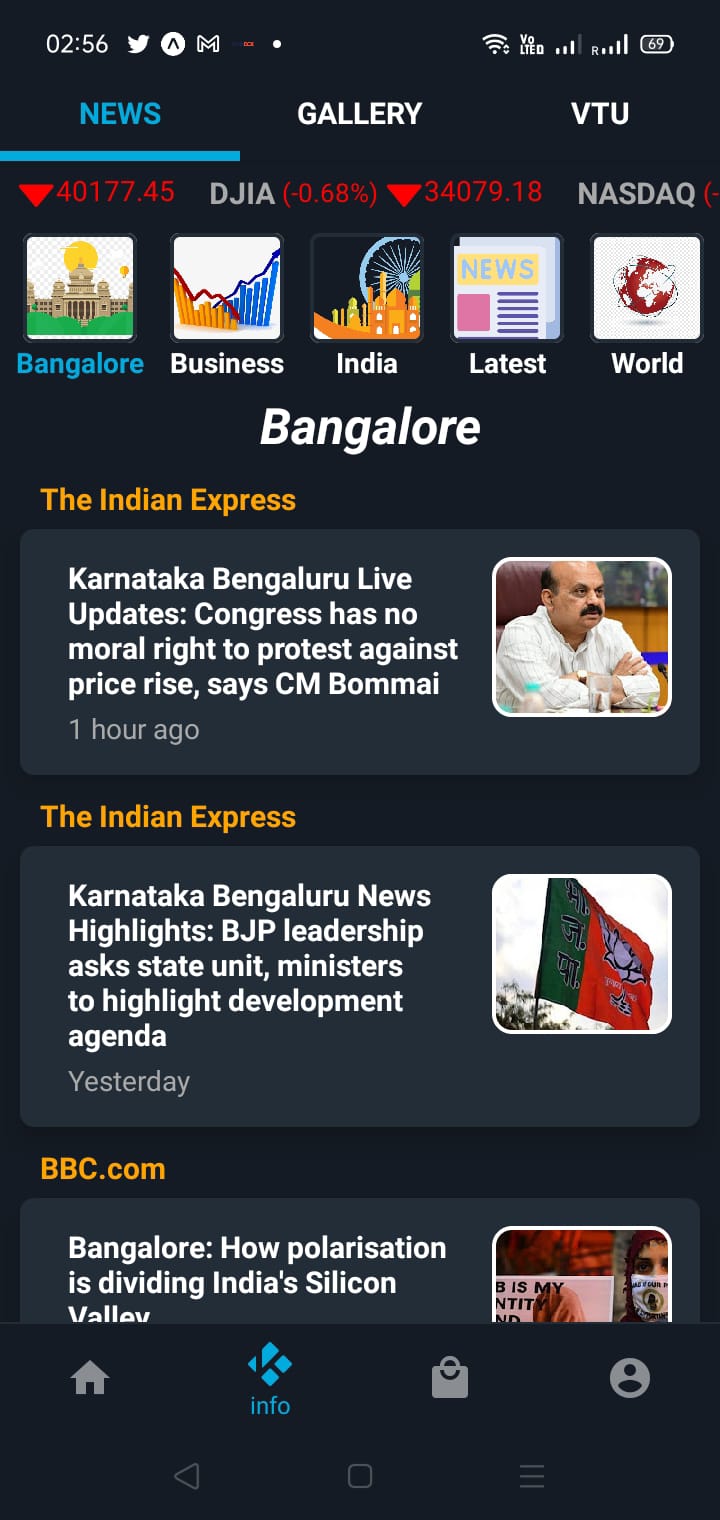 02:56
Vo
LTED
R
69
NEWS GALLERY VTU
40177.45 DJIA (-0.68%) 34079.18 NASDAQ (-
NEWS
Bangalore Business India Latest World
Bangalore
The Indian Express
Karnataka Bengaluru Live
Updates: Congress has no
moral right to protest against
price rise, says CM Bommai
1 hour ago
The Indian Express
Karnataka Bengaluru News
Highlights: BJP leadership
asks state unit, ministers
to highlight development
agenda
Yesterday
भा.
ज.
पा.
BBC.com
Bangalore: How polarisation
is dividing India's Silicon
Valley
B IS MY
NTITY
ND
info